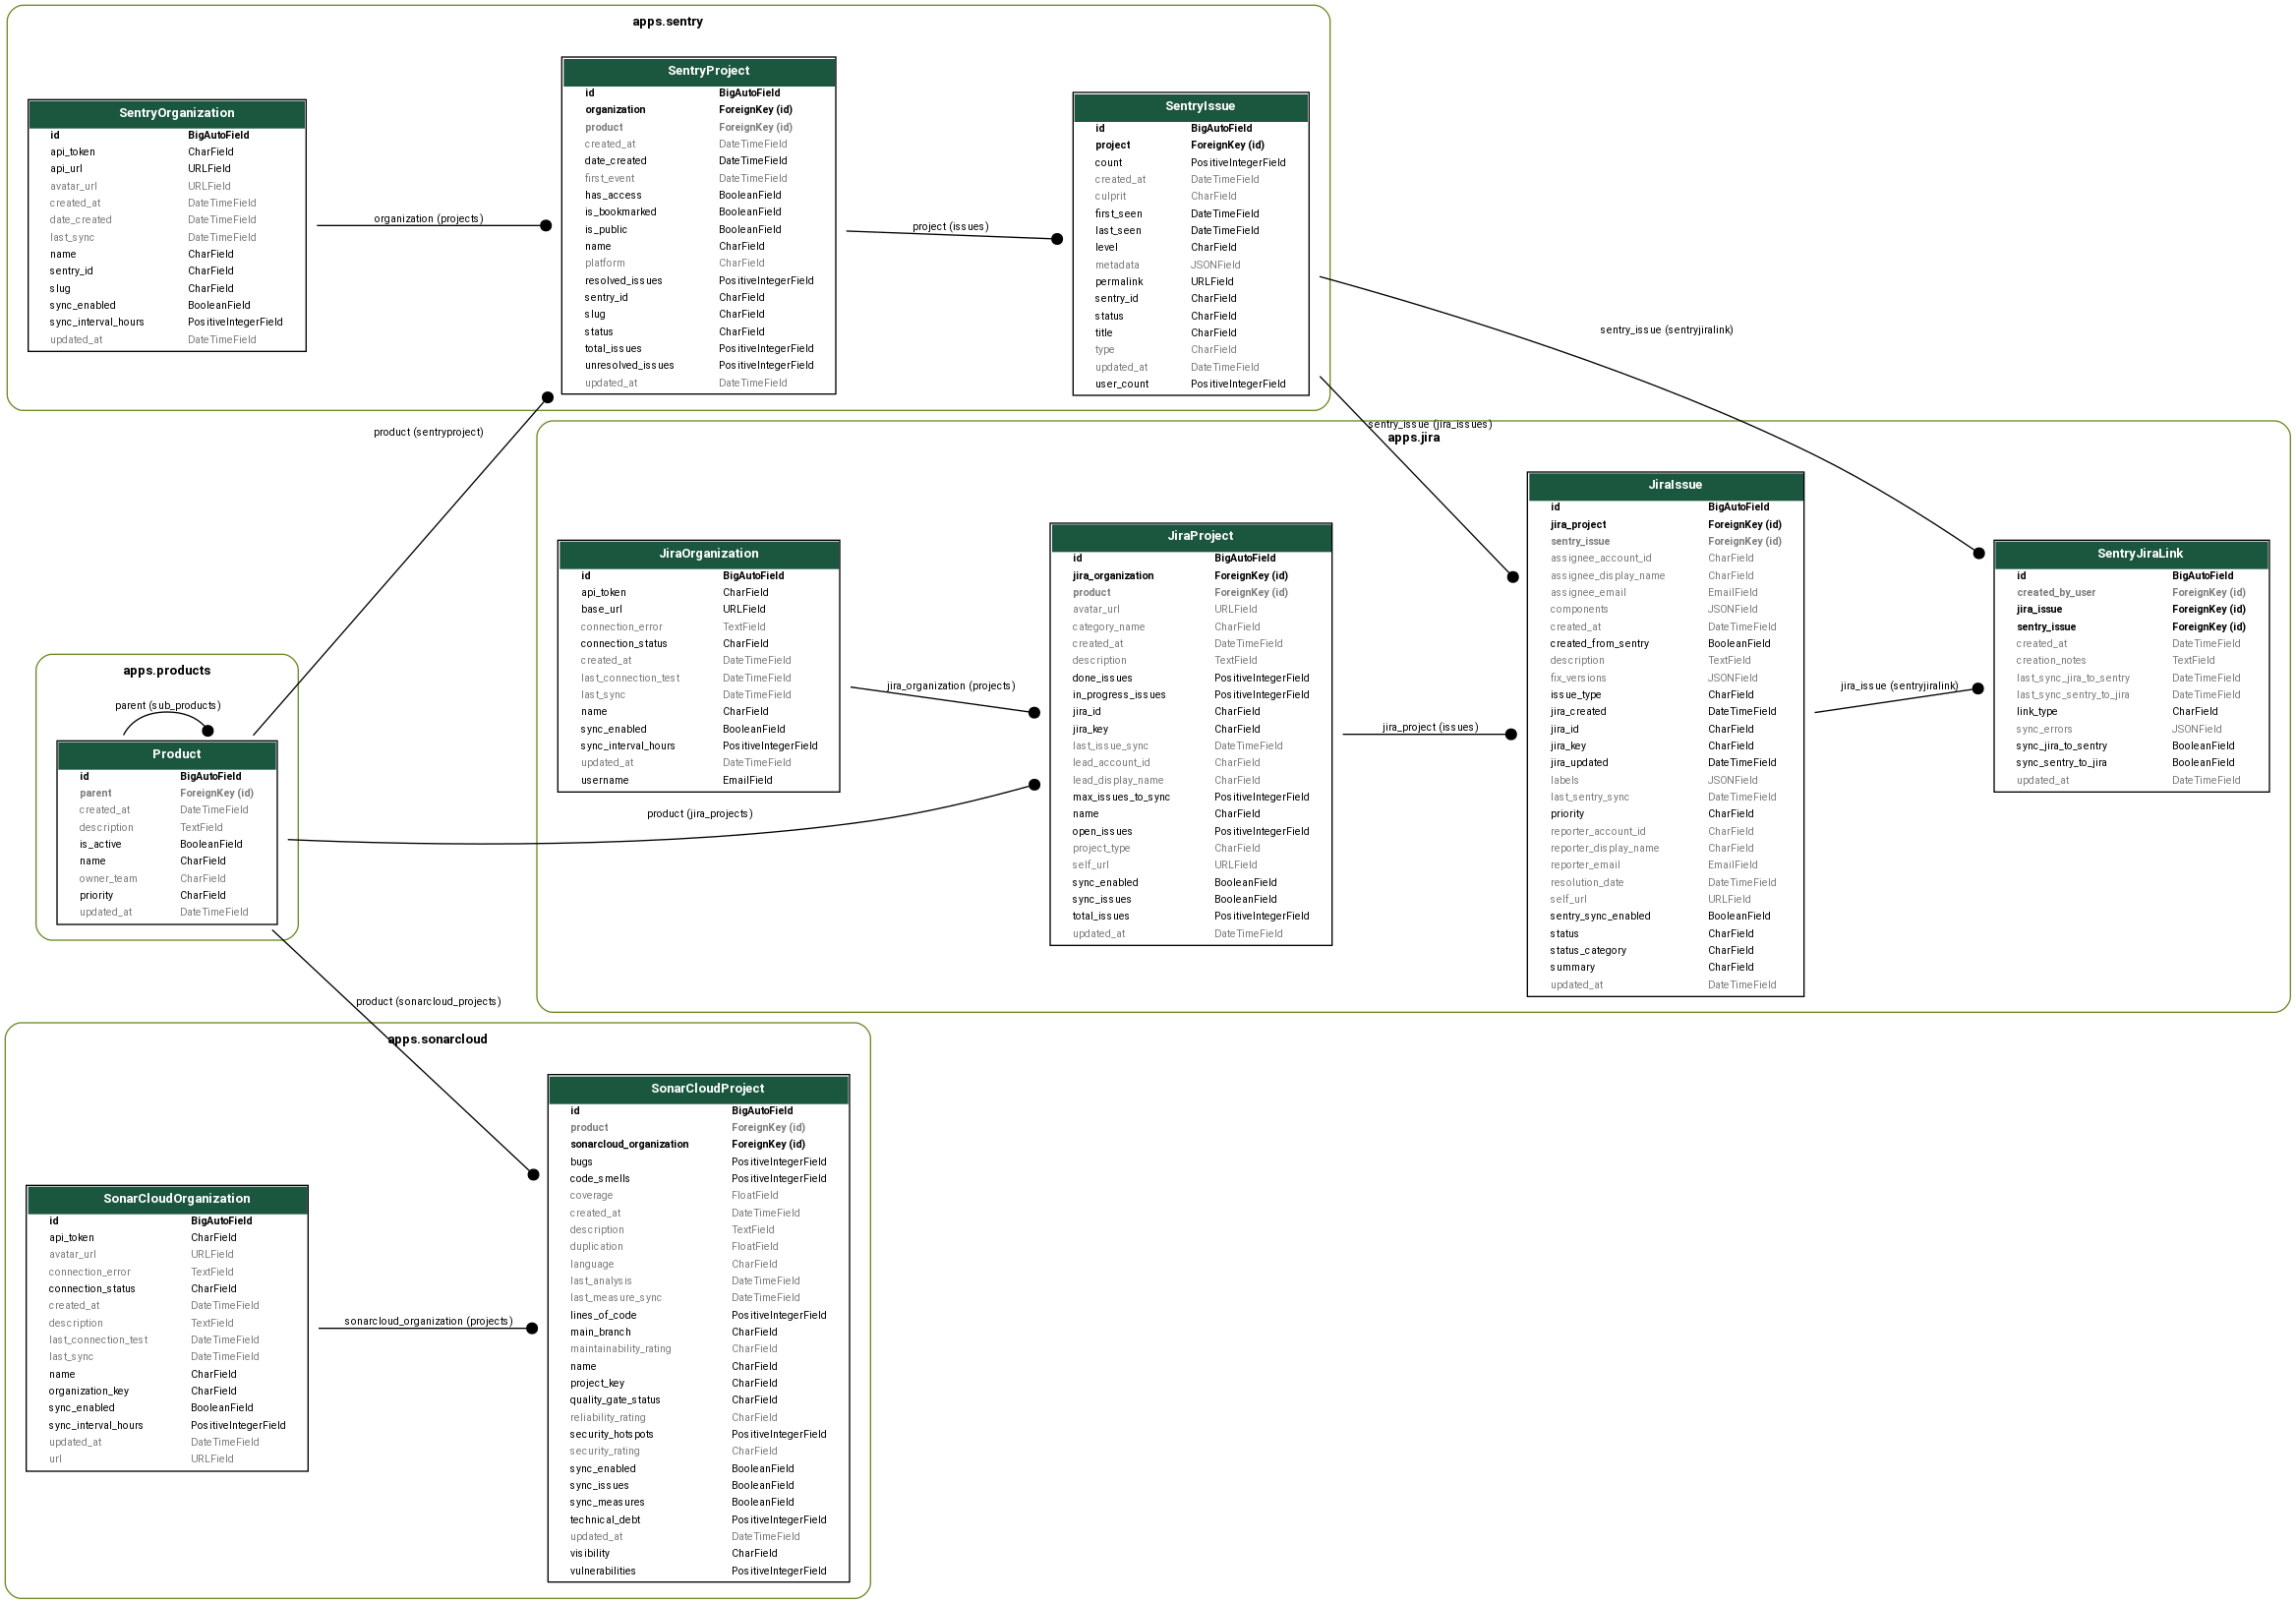 apps.sentry
SentryOrganization
id BigAutoField
api_token CharField
api_url URLField
avatar_url URLField
created_at DateTimeField
date_created DateTimeField
last_sync DateTimeField
name CharField
sentry_id CharField
slug CharField
sync_enabled BooleanField
sync_interval_hours PositiveIntegerField
updated_at DateTimeField
organization (projects)
SentryProject
id BigAutoField
organization ForeignKey (id)
product ForeignKey (id)
created_at DateTimeField
date_created DateTimeField
first_event DateTimeField
has_access BooleanField
is_bookmarked BooleanField
is_public BooleanField
name CharField
platform CharField
resolved_issues PositiveIntegerField
sentry_id CharField
slug CharField
status CharField
total_issues PositiveIntegerField
unresolved_issues PositiveIntegerField
updated_at DateTimeField
project (issues)
SentryIssue
id BigAutoField
project ForeignKey (id)
count PositiveIntegerField
created_at DateTimeField
culprit CharField
first_seen DateTimeField
last_seen DateTimeField
level CharField
metadata JSONField
permalink URLField
sentry_id CharField
status CharField
title CharField
type CharField
updated_at DateTimeField
user_count PositiveIntegerField
sentry_issue (sentryjiralink)
sentry_issue (jira_issues)
product (sentryproject)
apps.jira
JiraOrganization
id BigAutoField
api_token CharField
base_url URLField
connection_error TextField
connection_status CharField
created_at DateTimeField
last_connection_test DateTimeField
last_sync DateTimeField
name CharField
sync_enabled BooleanField
sync_interval_hours PositiveIntegerField
updated_at DateTimeField
username EmailField
jira_organization (projects)
product (jira_projects)
JiraProject
id BigAutoField
jira_organization ForeignKey (id)
product ForeignKey (id)
avatar_url URLField
category_name CharField
created_at DateTimeField
description TextField
done_issues PositiveIntegerField
in_progress_issues PositiveIntegerField
jira_id CharField
jira_key CharField
last_issue_sync DateTimeField
lead_account_id CharField
lead_display_name CharField
max_issues_to_sync PositiveIntegerField
name CharField
open_issues PositiveIntegerField
project_type CharField
self_url URLField
sync_enabled BooleanField
sync_issues BooleanField
total_issues PositiveIntegerField
updated_at DateTimeField
jira_project (issues)
JiraIssue
id BigAutoField
jira_project ForeignKey (id)
sentry_issue ForeignKey (id)
assignee_account_id CharField
assignee_display_name CharField
assignee_email EmailField
components JSONField
created_at DateTimeField
created_from_sentry BooleanField
description TextField
fix_versions JSONField
issue_type CharField
jira_created DateTimeField
jira_id CharField
jira_key CharField
jira_updated DateTimeField
labels JSONField
last_sentry_sync DateTimeField
priority CharField
reporter_account_id CharField
reporter_display_name CharField
reporter_email EmailField
resolution_date DateTimeField
self_url URLField
sentry_sync_enabled BooleanField
status CharField
status_category CharField
summary CharField
updated_at DateTimeField
jira_issue (sentryjiralink)
SentryJiraLink
id BigAutoField
created_by_user ForeignKey (id)
jira_issue ForeignKey (id)
sentry_issue ForeignKey (id)
created_at DateTimeField
creation_notes TextField
last_sync_jira_to_sentry DateTimeField
last_sync_sentry_to_jira DateTimeField
link_type CharField
sync_errors JSONField
sync_jira_to_sentry BooleanField
sync_sentry_to_jira BooleanField
updated_at DateTimeField
apps.products
parent (sub_products)
Product
id BigAutoField
parent ForeignKey (id)
created_at DateTimeField
description TextField
is_active BooleanField
name CharField
owner_team CharField
priority CharField
updated_at DateTimeField
product (sonarcloud_projects)
apps.sonarcloud
SonarCloudOrganization
id BigAutoField
api_token CharField
avatar_url URLField
connection_error TextField
connection_status CharField
created_at DateTimeField
description TextField
last_connection_test DateTimeField
last_sync DateTimeField
name CharField
organization_key CharField
sync_enabled BooleanField
sync_interval_hours PositiveIntegerField
updated_at DateTimeField
url URLField
sonarcloud_organization (projects)
SonarCloudProject
id BigAutoField
product ForeignKey (id)
sonarcloud_organization ForeignKey (id)
bugs PositiveIntegerField
code_smells PositiveIntegerField
coverage FloatField
created_at DateTimeField
description TextField
duplication FloatField
language CharField
last_analysis DateTimeField
last_measure_sync DateTimeField
lines_of_code PositiveIntegerField
main_branch CharField
maintainability_rating CharField
name CharField
project_key CharField
quality_gate_status CharField
reliability_rating CharField
security_hotspots PositiveIntegerField
security_rating CharField
sync_enabled BooleanField
sync_issues BooleanField
sync_measures BooleanField
technical_debt PositiveIntegerField
updated_at DateTimeField
visibility CharField
vulnerabilities PositiveIntegerField